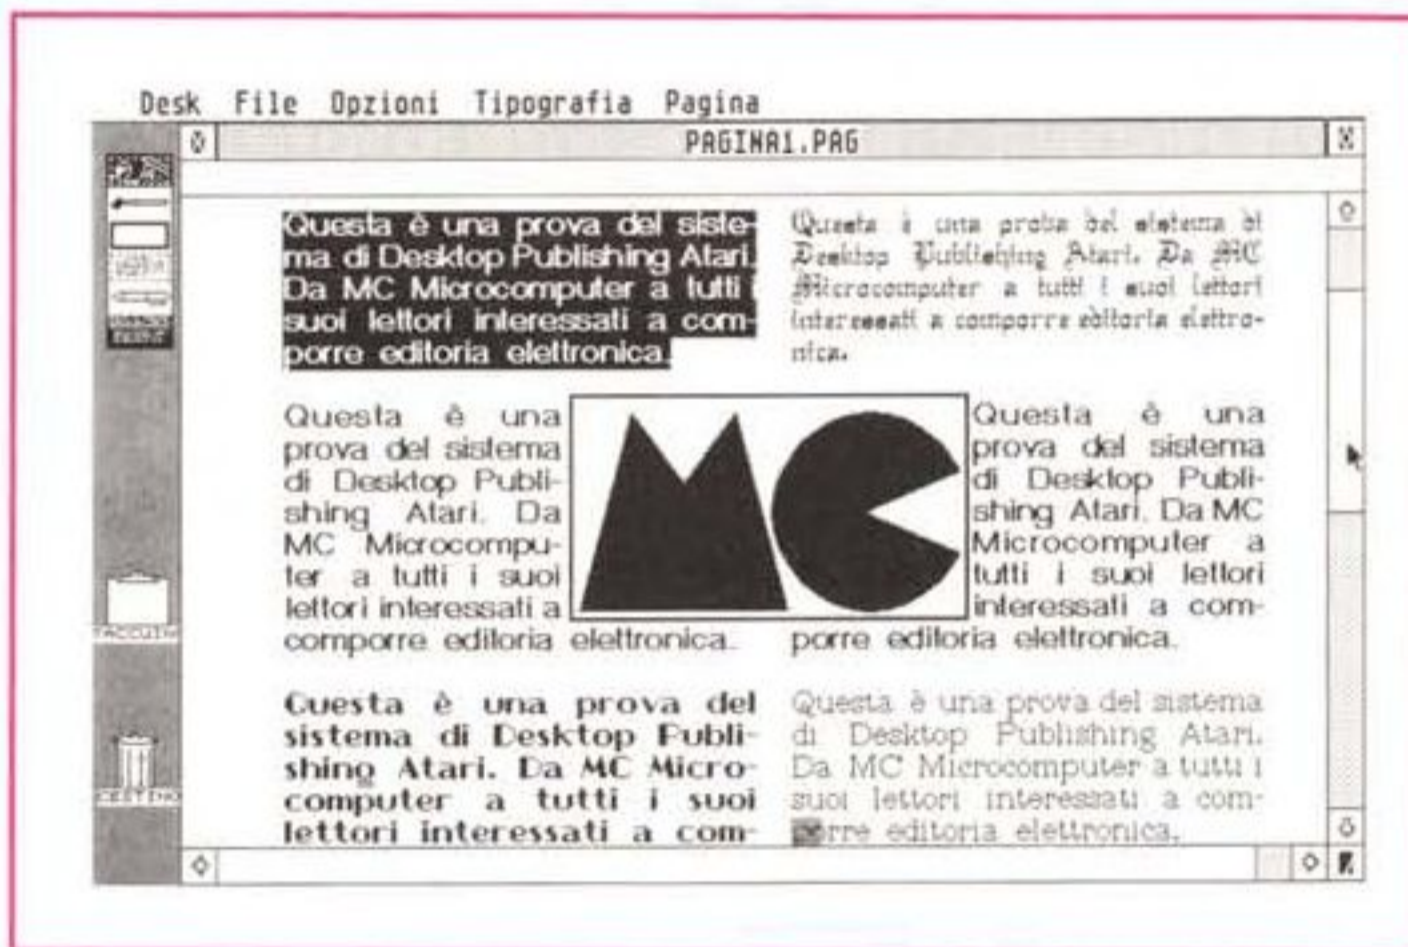 Desk File Opzioni Tipografia Pagina
PAGINA1.PAG
Questa è una prova del siste-
ma di Desktop Publishing Atari.
Da MC Microcomputer a tutti i
suoi lettori interessati a com-
porre editoria elettronica.
Questa è una prova del sistema di
Desktop Publishing Atari. Da MC
Microcomputer a tutti i suoi lettori
interessati a comporre editoria elettro-
nica.
Questa è una
prova del sistema
di Desktop Publi-
shing Atari. Da
MC Microcompu-
ter a tutti i suoi
lettori interessati a
comporre editoria elettronica.
MC
Questa è una
prova del sistema
di Desktop Publi-
shing Atari. Da MC
Microcomputer a
tutti i suoi lettori
interessati a com-
porre editoria elettronica.
Questa è una prova del
sistema di Desktop Publi-
shing Atari. Da MC Micro-
computer a tutti i suoi
lettori interessati a com-
Questa è una prova del sistema
di Desktop Publishing Atari.
Da MC Microcomputer a tutti i
suoi lettori interessati a com-
porre editoria elettronica.
TACCUIN
CESTINO